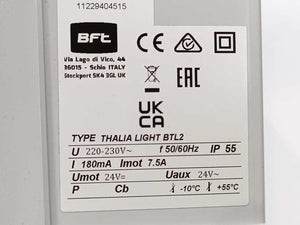 11229404515
BFT
Via Lago di Vico, 44
36015 - Schio ITALY
Stockport SK4 3GL UK
CE
EAC
UK
CA
TYPE THALIA LIGHT BTL2
U 220-230V~ f 50/60Hz IP 55
I 180mA Imot 7.5A
Umot 24V= Uaux 24V~
P Cb -10°C +55°C